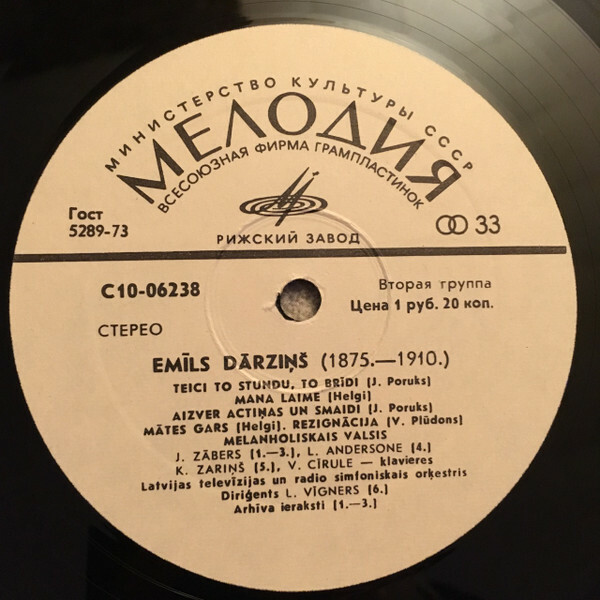 МИНИСТЕРСТВО КУЛЬТУРЫ СССР
МЕЛОДИЯ
ВСЕСОЮЗНАЯ ФИРМА ГРАМПЛАСТИНОК
Гост
5289-73
33
РИЖСКИЙ ЗАВОД
С10-06238
Вторая группа
Цена 1 руб. 20 коп.
СТЕРЕО
EMĪLS DĀRZIŅŠ (1875.—1910.)
TEICI TO STUNDU, TO BRĪDI (J. Poruks)
MANA LAIME (Helgi)
AIZVER ACTIŅAS UN SMAIDI (J. Poruks)
MĀTES GARS (Helgi). REZIGNĀCIJA (V. Plūdons)
MELANHOLISKAIS VALSIS
J. ZĀBERS (1.—3.), L. ANDERSONE (4.)
K. ZARIŅŠ (5.), V. CĪRULE — klavieres
Latvijas televīzijas un radio simfoniskais orķestris
Diriģents L. VĪGNERS (6.)
Arhīva ieraksti (1.—3.)